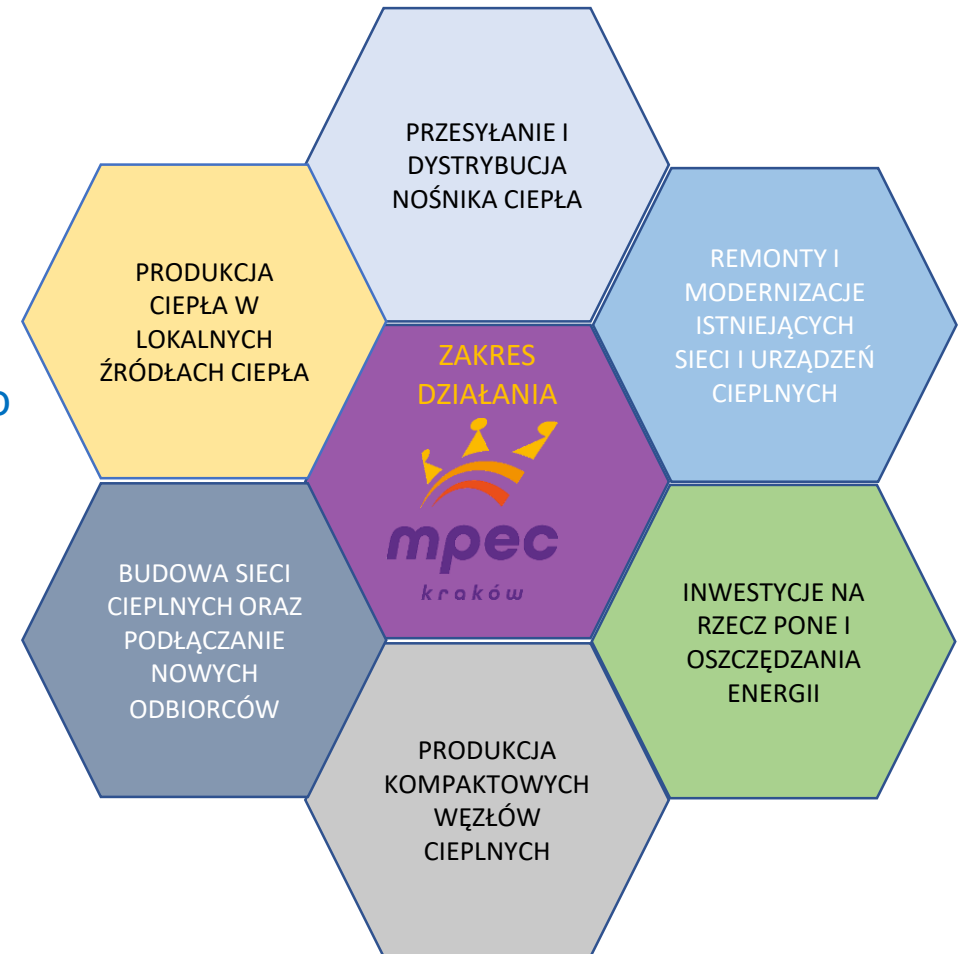 PRZESYŁANIE I
DYSTRYBUCJA
NOŚNIKA CIEPŁA
PRODUKCJA
CIEPŁA W
LOKALNYCH
ŹRÓDŁACH CIEPŁA
REMONTY I
MODERNIZACJE
ISTNIEJĄCYCH
SIECI I URZĄDZEŃ
CIEPLNYCH
ZAKRES
DZIAŁANIA
mpec
kraków
BUDOWA SIECI
CIEPLNYCH ORAZ
PODŁĄCZANIE
NOWYCH
ODBIORCÓW
INWESTYCJE NA
RZECZ PONE I
OSZCZĘDZANIA
ENERGII
PRODUKCJA
KOMPAKTOWYCH
WĘZŁÓW
CIEPLNYCH